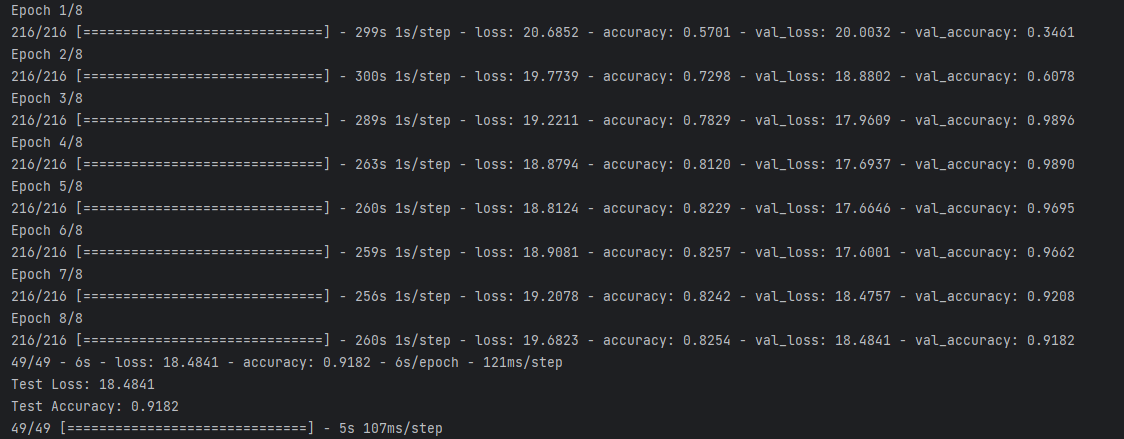 Epoch 1/8
216/216 [==============================] - 299s 1s/step - loss: 20.6852 - accuracy: 0.5701 - val_loss: 20.0032 - val_accuracy: 0.3461
Epoch 2/8
216/216 [==============================] - 300s 1s/step - loss: 19.7739 - accuracy: 0.7298 - val_loss: 18.8802 - val_accuracy: 0.6078
Epoch 3/8
216/216 [==============================] - 289s 1s/step - loss: 19.2211 - accuracy: 0.7829 - val_loss: 17.9609 - val_accuracy: 0.9896
Epoch 4/8
216/216 [==============================] - 263s 1s/step - loss: 18.8794 - accuracy: 0.8120 - val_loss: 17.6937 - val_accuracy: 0.9890
Epoch 5/8
216/216 [==============================] - 260s 1s/step - loss: 18.8124 - accuracy: 0.8229 - val_loss: 17.6646 - val_accuracy: 0.9695
Epoch 6/8
216/216 [==============================] - 259s 1s/step - loss: 18.9081 - accuracy: 0.8257 - val_loss: 17.6001 - val_accuracy: 0.9662
Epoch 7/8
216/216 [==============================] - 256s 1s/step - loss: 19.2078 - accuracy: 0.8242 - val_loss: 18.4757 - val_accuracy: 0.9208
Epoch 8/8
216/216 [==============================] - 260s 1s/step - loss: 19.6823 - accuracy: 0.8254 - val_loss: 18.4841 - val_accuracy: 0.9182
49/49 - 6s - loss: 18.4841 - accuracy: 0.9182 - 6s/epoch - 121ms/step
Test Loss: 18.4841
Test Accuracy: 0.9182
49/49 [==============================] - 5s 107ms/step